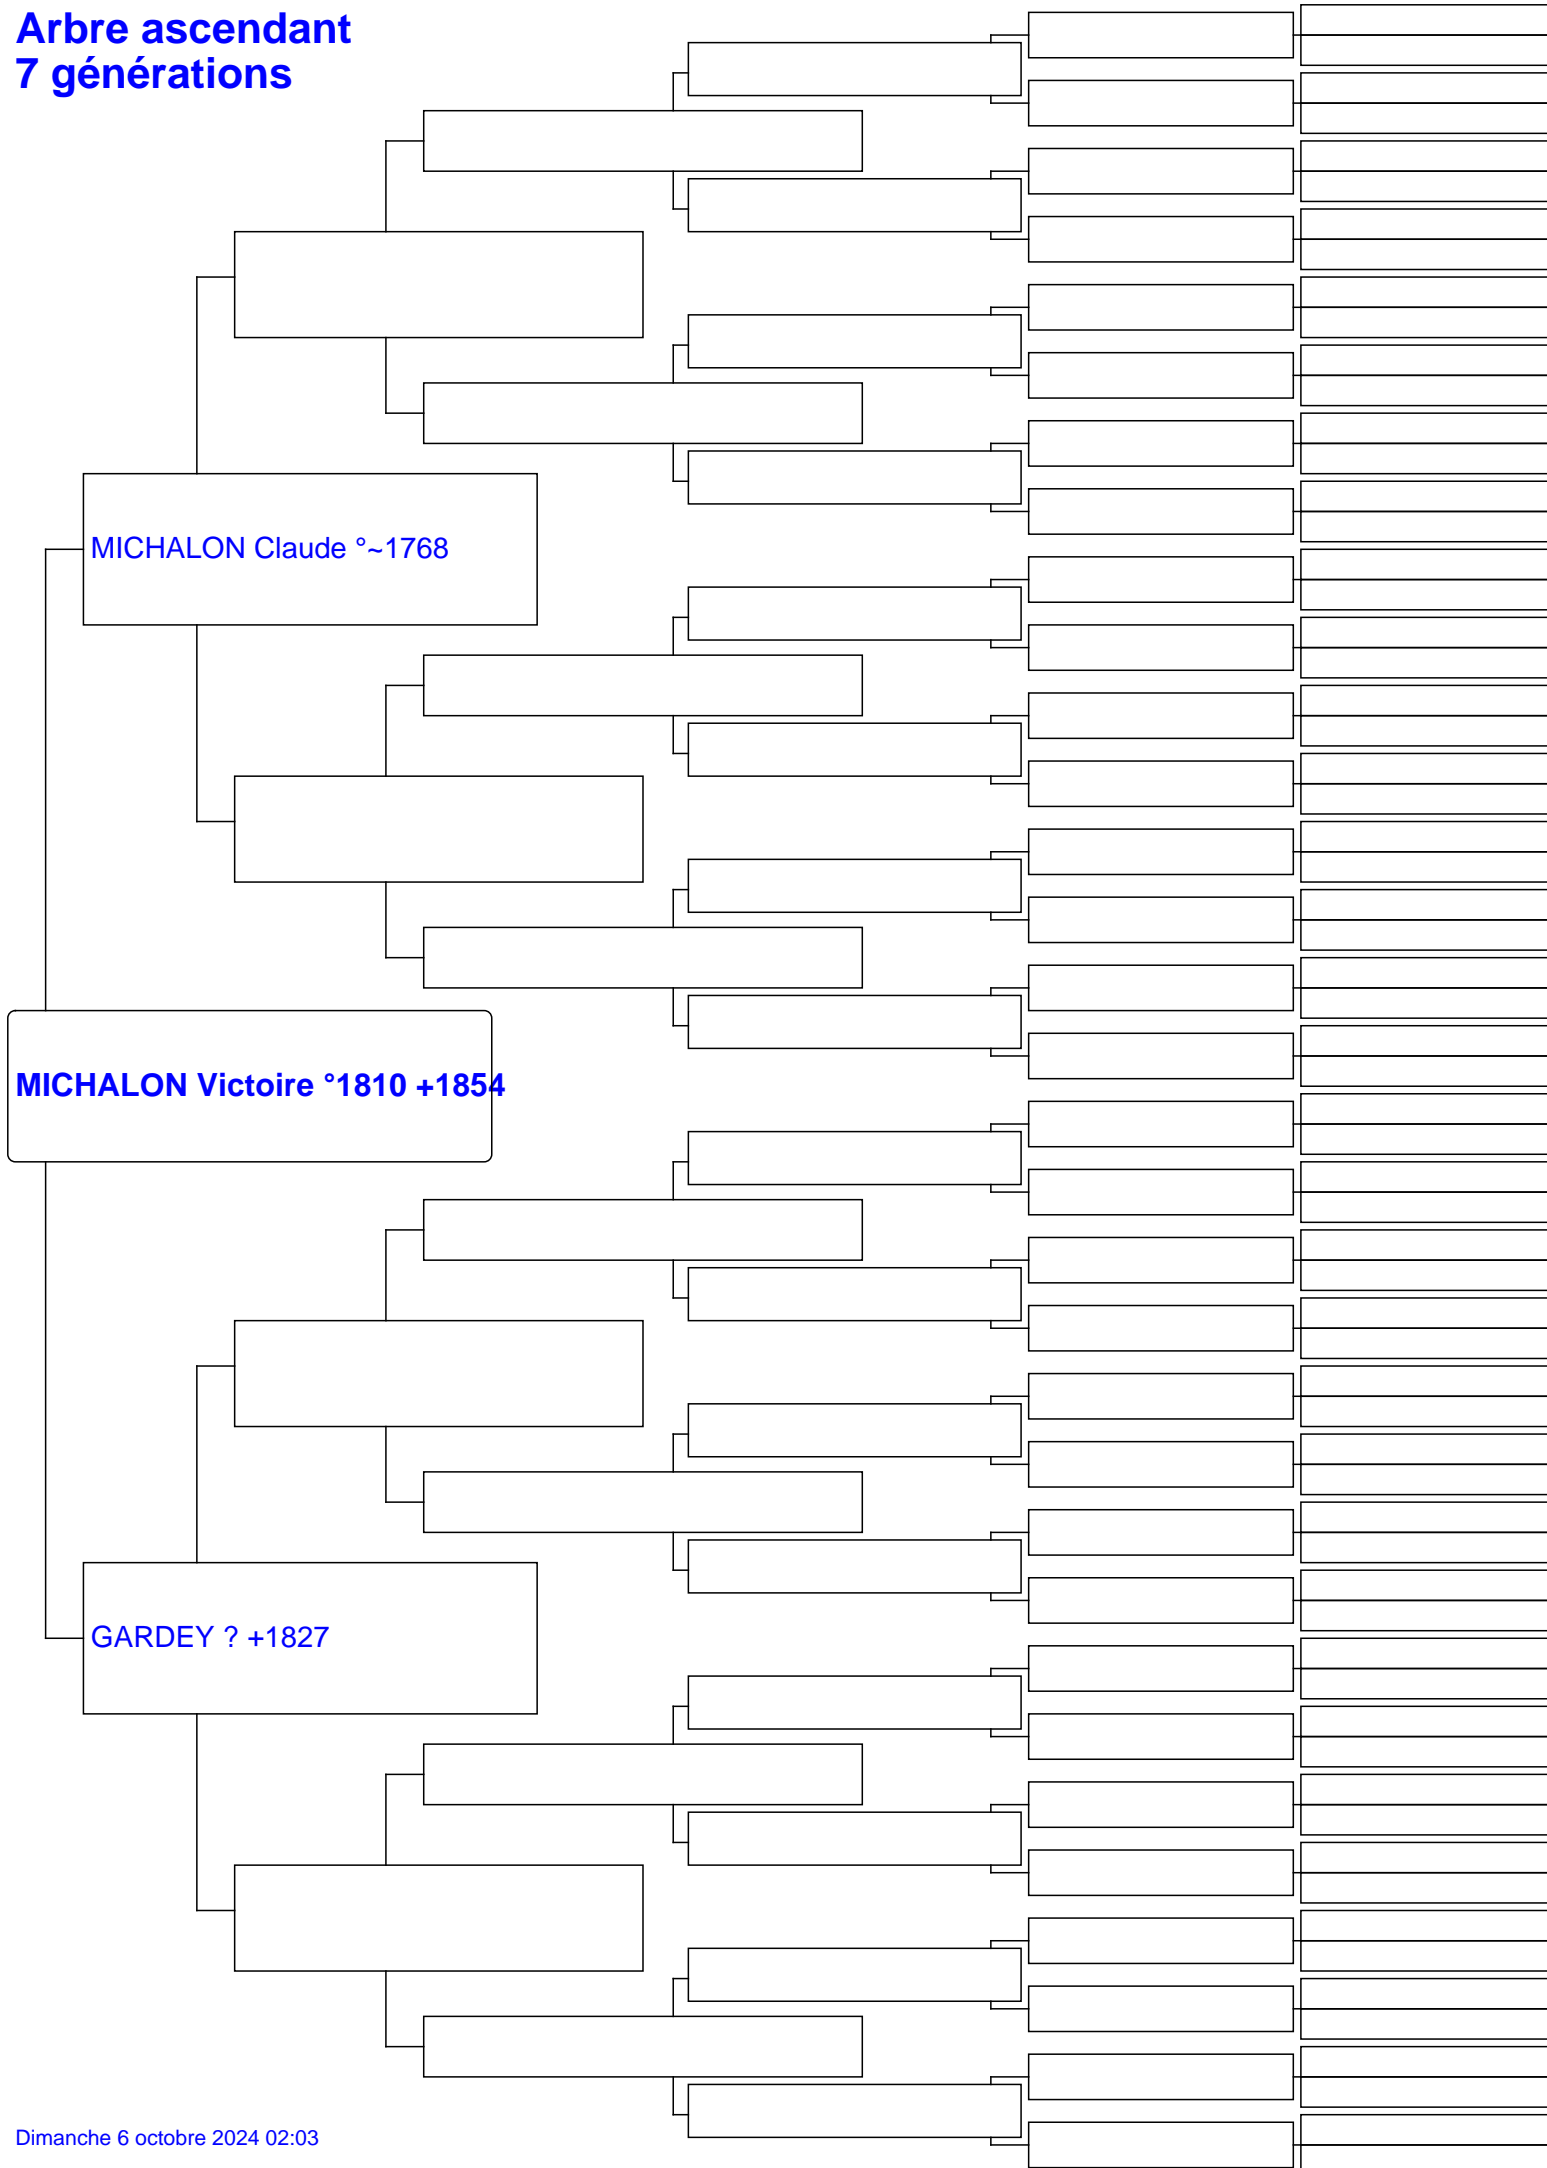 Arbre ascendant
7 générations
MICHALON Claude °~1768
MICHALON Victoire °1810 +1854
GARDEY ? +1827
Dimanche 6 octobre 2024 02:03